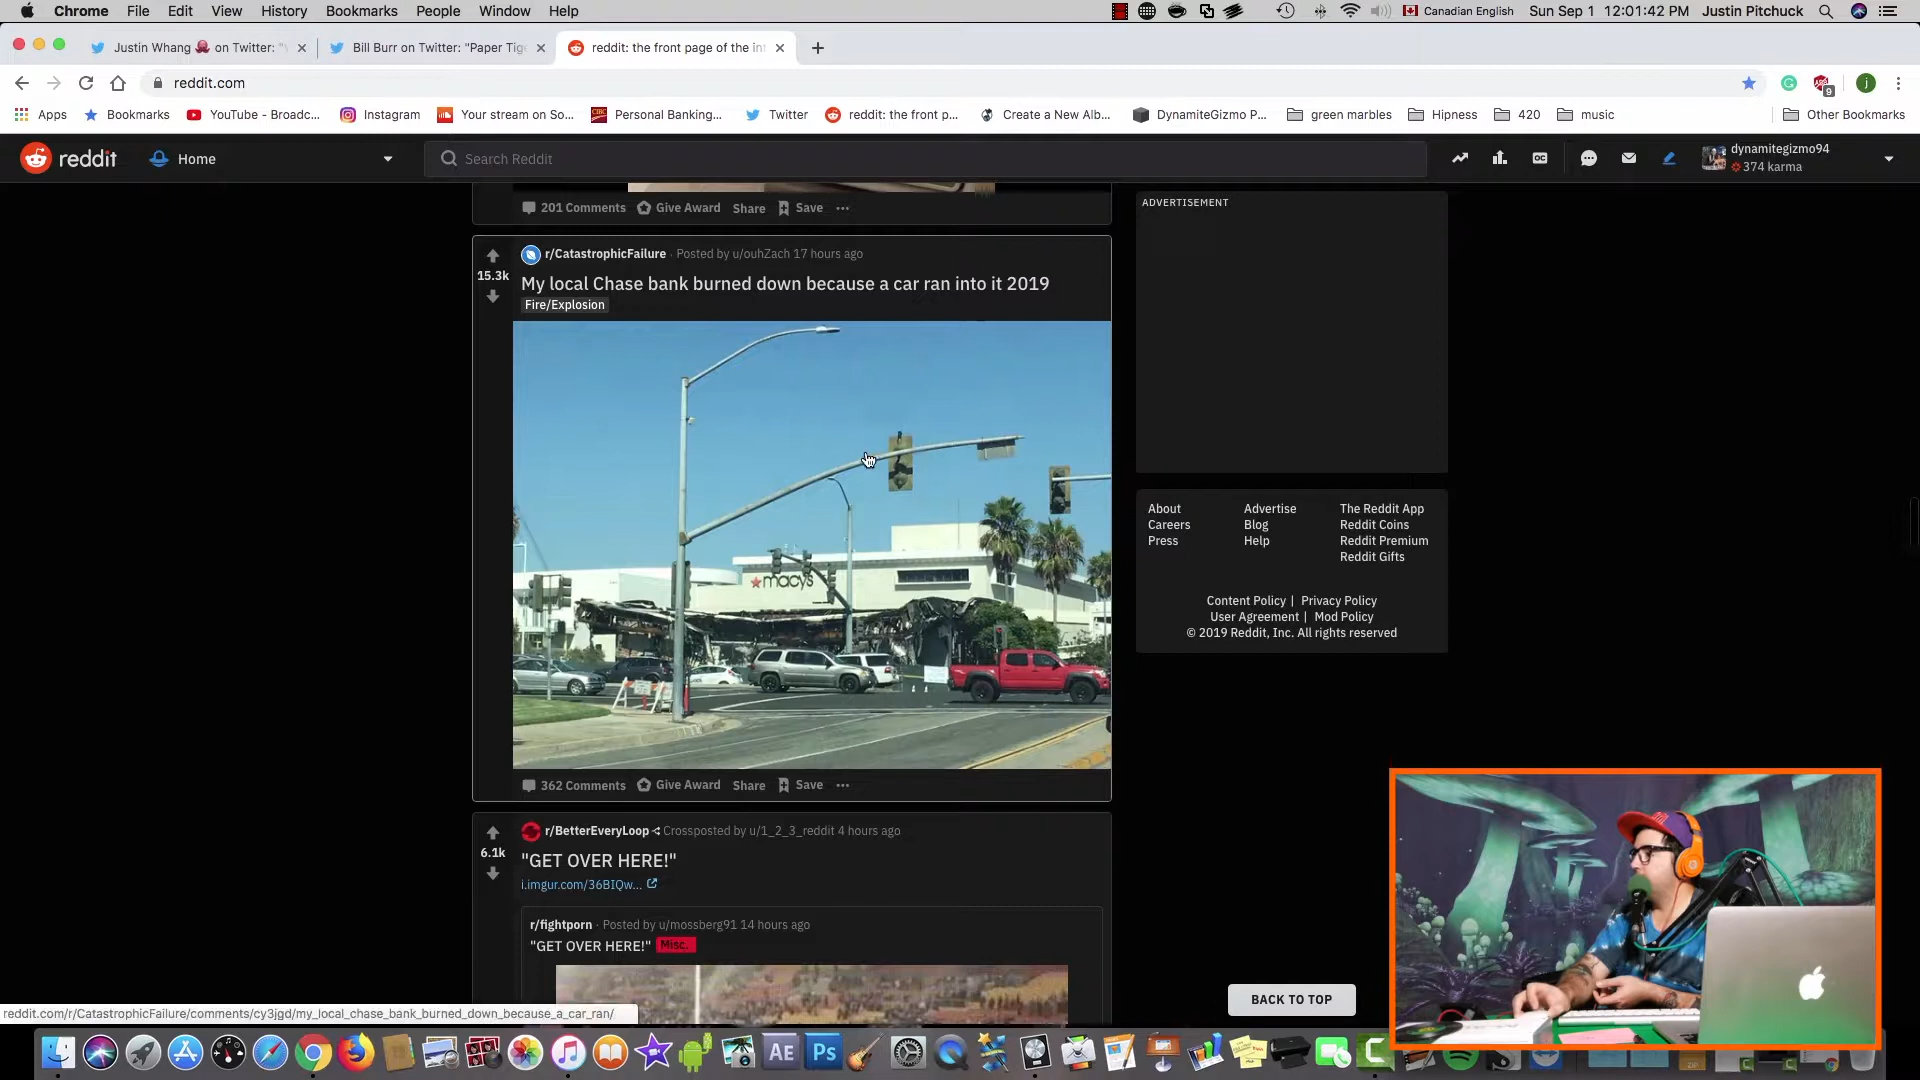 Chrome File Edit View History Bookmarks People Window Help Canadian English Sun Sep 1 12:01:42 PM Justin Pitchuck
Justin Whang 🐙 on Twitter: "
Bill Burr on Twitter: "Paper Tig
reddit: the front page of the in
reddit.com
9 j
Apps Bookmarks YouTube - Broadc... Instagram Your stream on So... Personal Banking... Twitter reddit: the front p... Create a New Alb... DynamiteGizmo P... green marbles Hipness 420 music Other Bookmarks
reddit Home Search Reddit
dynamitegizmo94
374 karma
201 Comments Give Award Share Save ...
ADVERTISEMENT
r/CatastrophicFailure · Posted by u/ouhZach 17 hours ago
15.3k
My local Chase bank burned down because a car ran into it 2019
Fire/Explosion
★macy's
362 Comments Give Award Share Save ...
About Advertise The Reddit App
Careers Blog Reddit Coins
Press Help Reddit Premium
Reddit Gifts
Content Policy | Privacy Policy
User Agreement | Mod Policy
© 2019 Reddit, Inc. All rights reserved
r/BetterEveryLoop Crossposted by u/1_2_3_reddit 4 hours ago
6.1k
"GET OVER HERE!"
i.imgur.com/36BIQw...
r/fightporn · Posted by u/mossberg91 14 hours ago
"GET OVER HERE!" Misc.
BACK TO TOP
reddit.com/r/CatastrophicFailure/comments/cy3jgd/my_local_chase_bank_burned_down_because_a_car_ran/
AE Ps